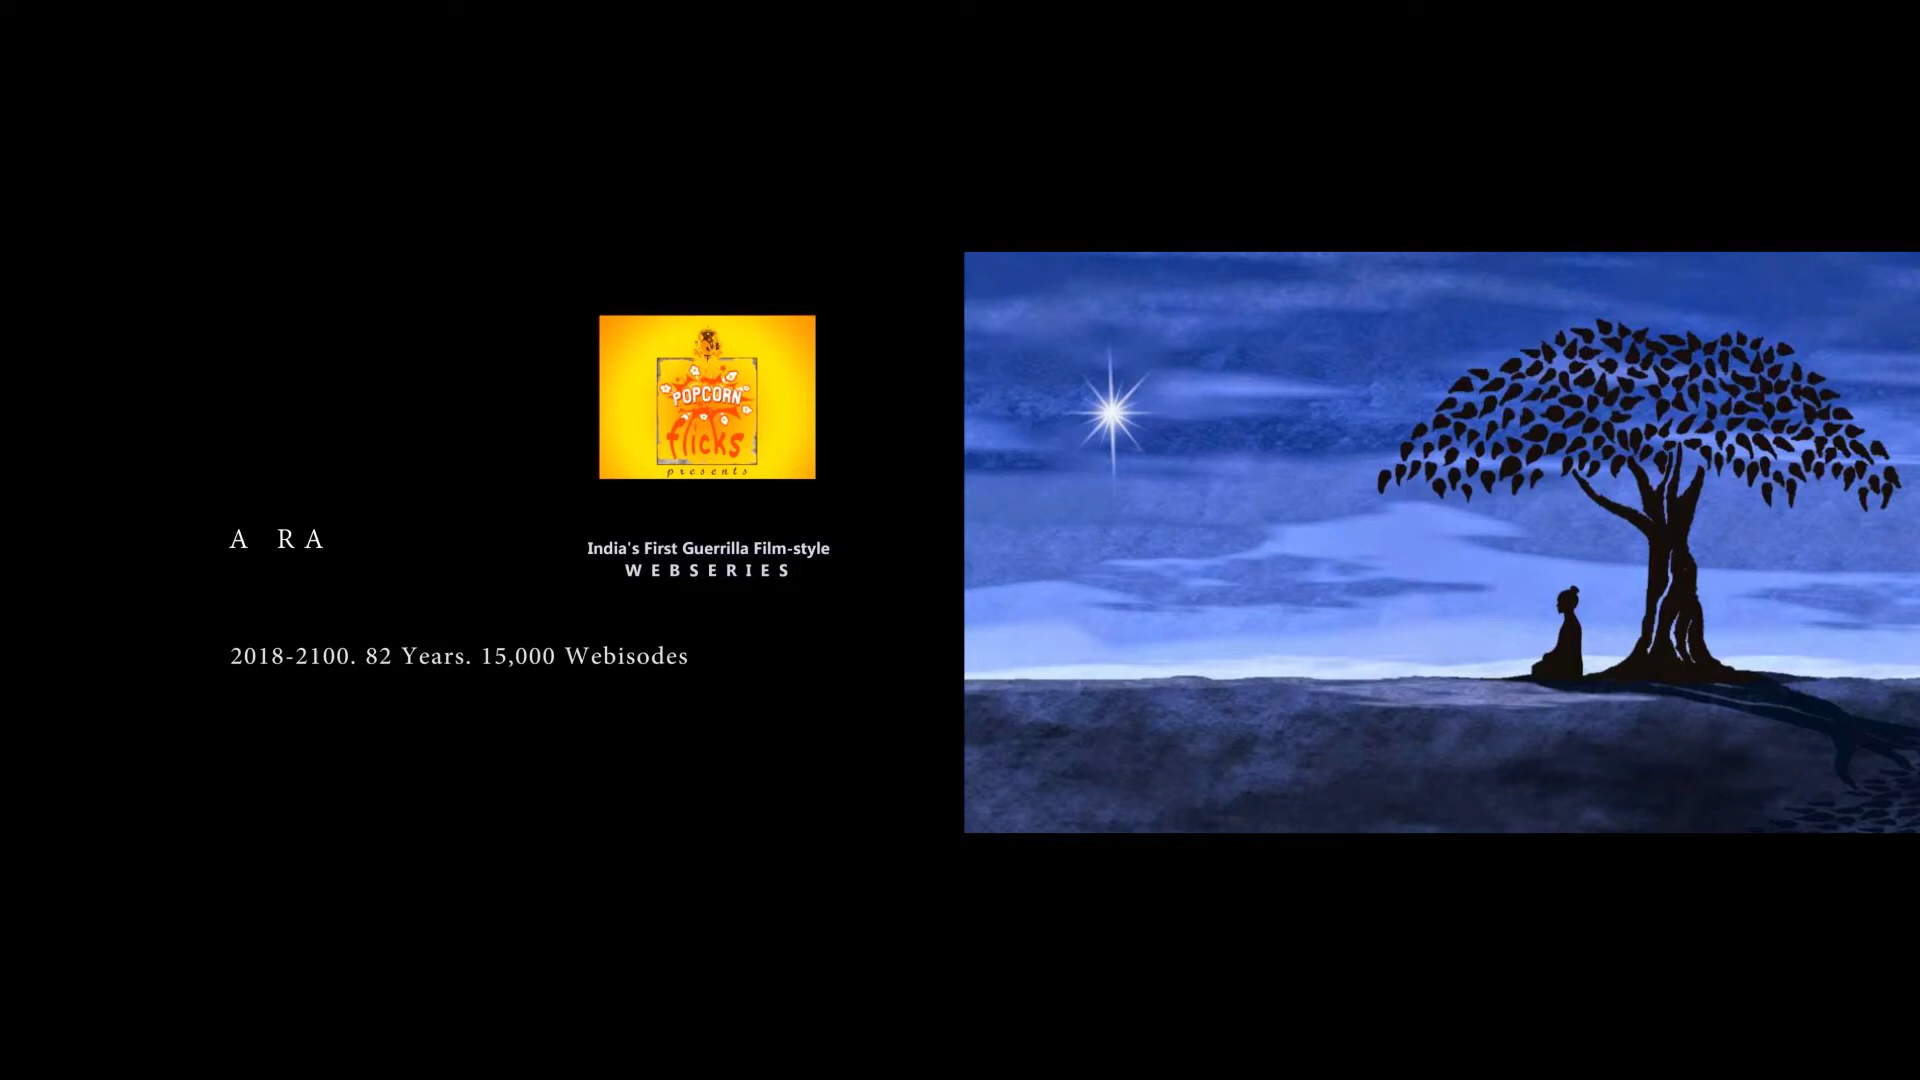 POPCORN
flicks
presents
A RA
India's First Guerrilla Film-style
WEBSERIES
2018-2100. 82 Years. 15,000 Webisodes